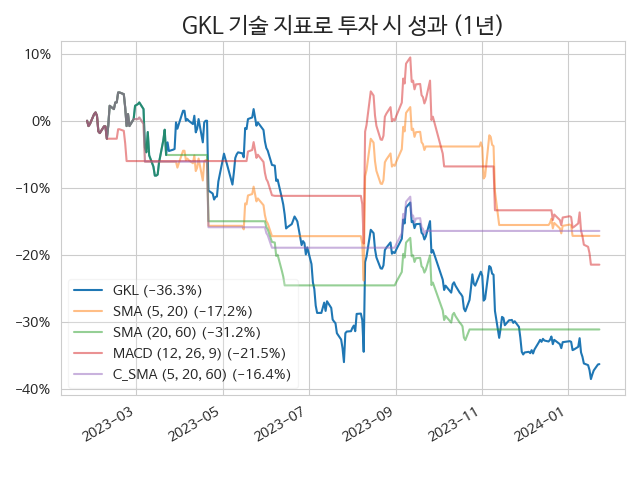 GKL 기술 지표로 투자 시 성과 (1년)
10%
0%
−10%
−20%
−30%
−40%
GKL (−36.3%)
SMA (5, 20) (−17.2%)
SMA (20, 60) (−31.2%)
MACD (12, 26, 9) (−21.5%)
C_SMA (5, 20, 60) (−16.4%)
2023−03
2023−05
2023−07
2023−09
2023−11
2024−01